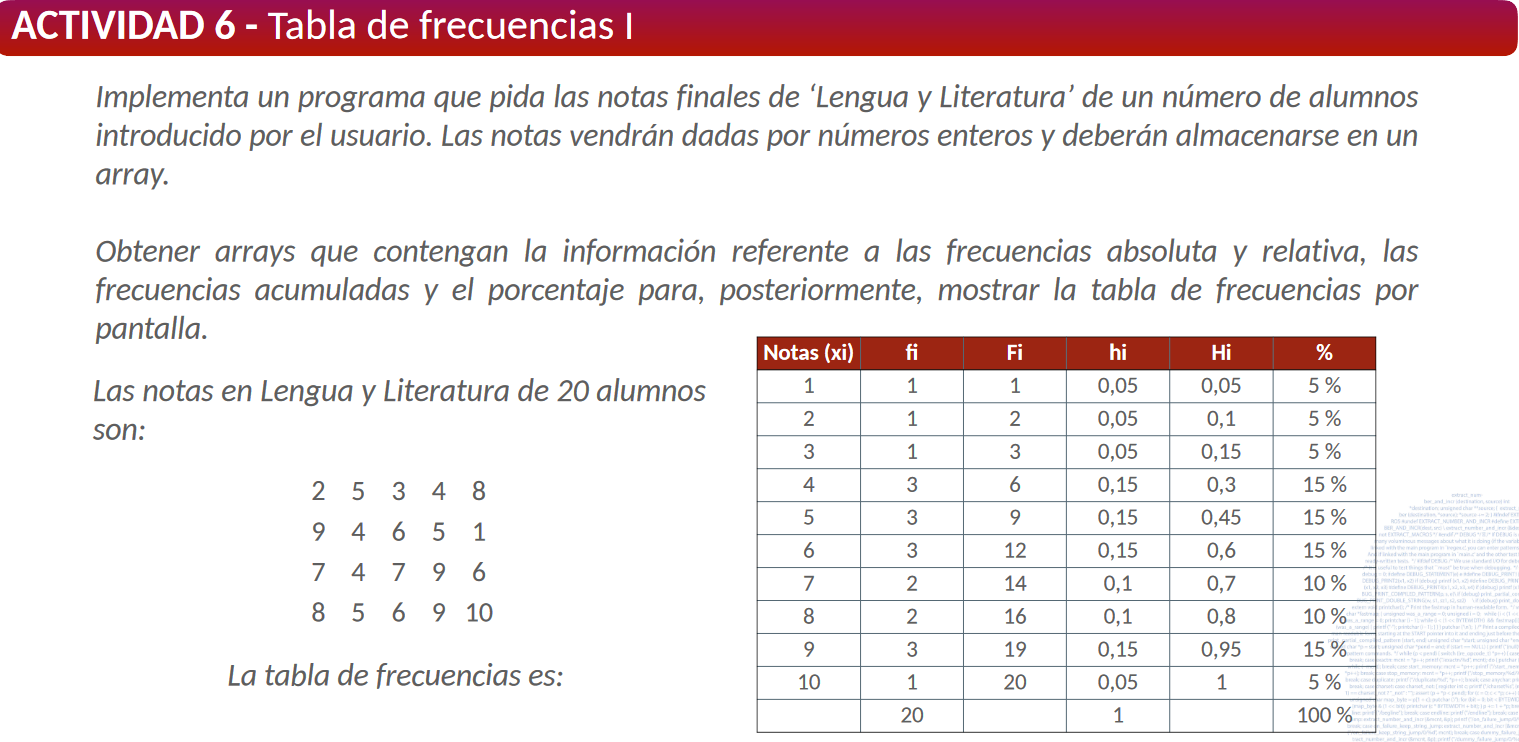 ACTIVIDAD 6 - Tabla de frecuencias I
Implementa un programa que pida las notas finales de ‘Lengua y Literatura’ de un número de alumnos
introducido por el usuario. Las notas vendrán dadas por números enteros y deberán almacenarse en un
array.
Obtener arrays que contengan la información referente a las frecuencias absoluta y relativa, las
frecuencias acumuladas y el porcentaje para, posteriormente, mostrar la tabla de frecuencias por
pantalla.
Las notas en Lengua y Literatura de 20 alumnos
son:
2 5 3 4 8
9 4 6 5 1
7 4 7 9 6
8 5 6 9 10
La tabla de frecuencias es:
Notas (xi) fi Fi hi Hi %
1 1 1 0,05 0,05 5 %
2 1 2 0,05 0,1 5 %
3 1 3 0,05 0,15 5 %
4 3 6 0,15 0,3 15 %
5 3 9 0,15 0,45 15 %
6 3 12 0,15 0,6 15 %
7 2 14 0,1 0,7 10 %
8 2 16 0,1 0,8 10 %
9 3 19 0,15 0,95 15 %
10 1 20 0,05 1 5 %
20 1 100 %